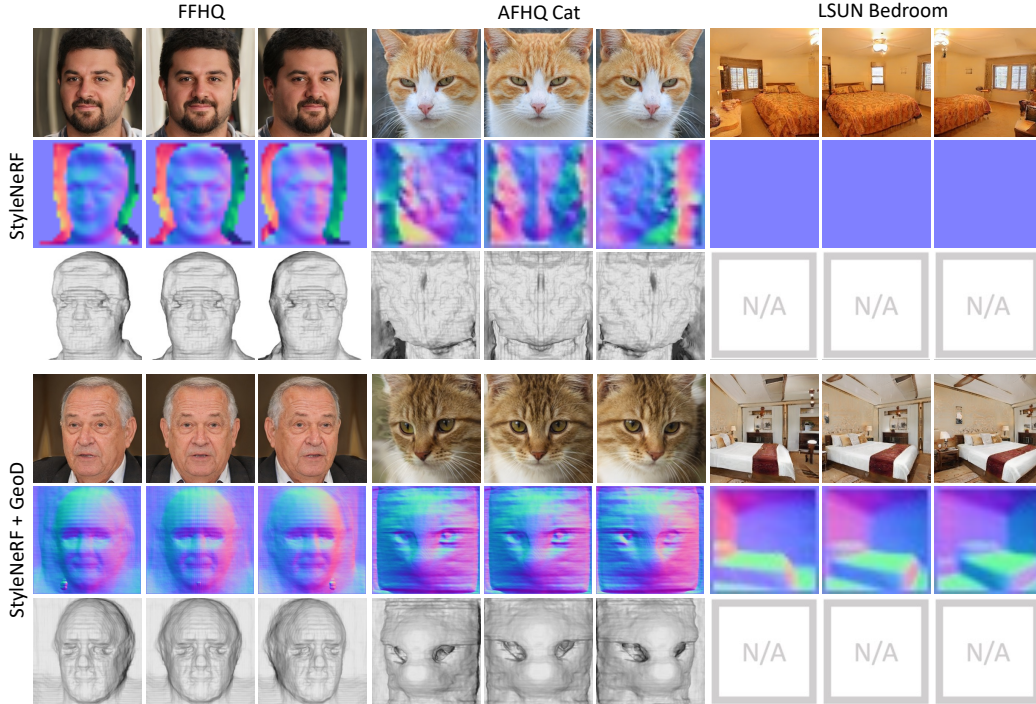 FFHQ AFHQ Cat LSUN Bedroom
StyleNeRF
N/A N/A N/A
StyleNeRF + GeoD
N/A N/A N/A